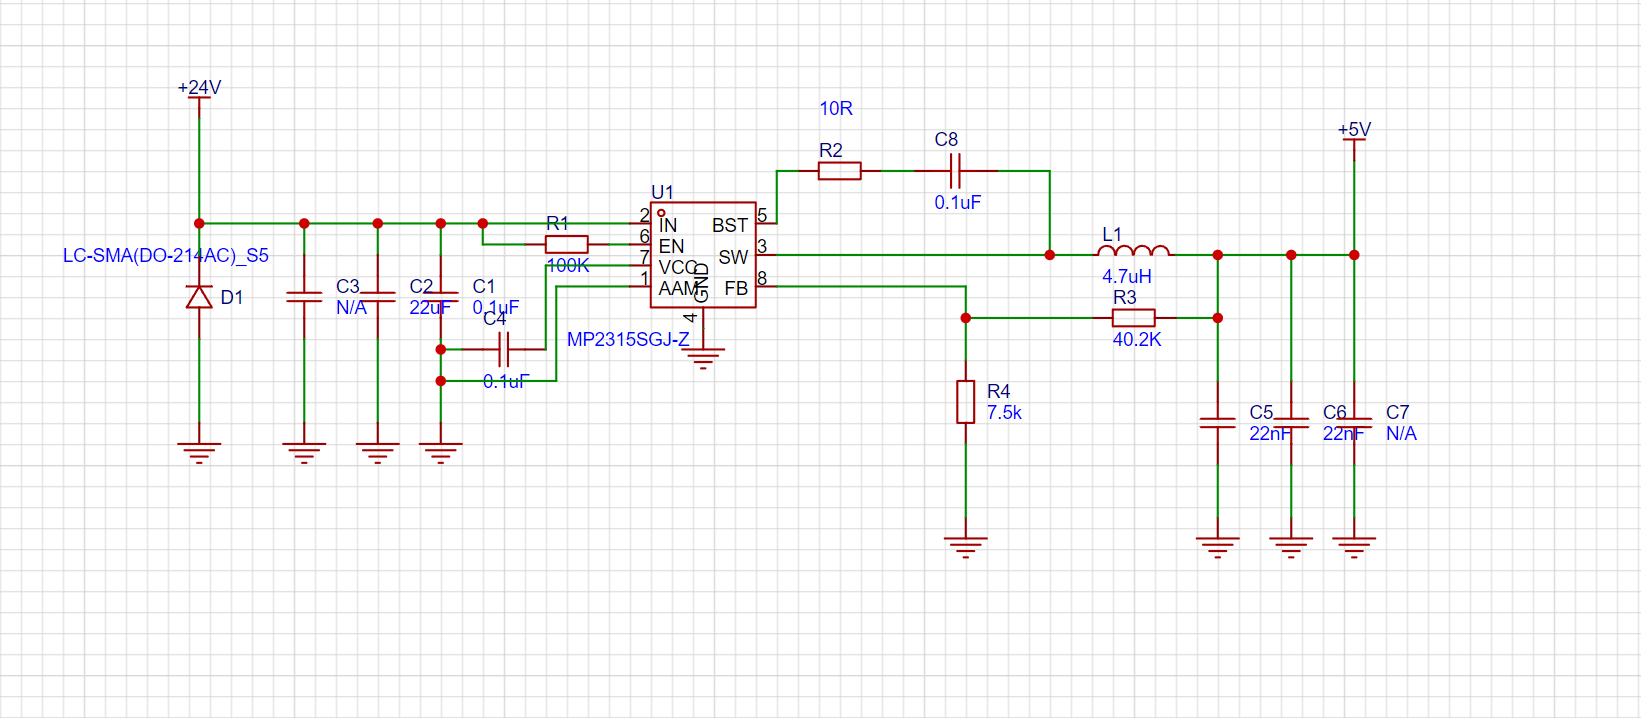 +24V
10R
+5V
C8
R2
U1
0.1uF
R1
2
IN
BST
5
6
EN
L1
SW
3
LC-SMA(DO-214AC)_S5
100K
7
VCC
GND
4.7uH
1
AAM
FB
8
D1
C3
N/A
C2
22uF
C1
0.1uF
R3
C4
4
MP2315SGJ-Z
40.2K
0.1uF
R4
7.5k
C5
22nF
C6
22nF
C7
N/A